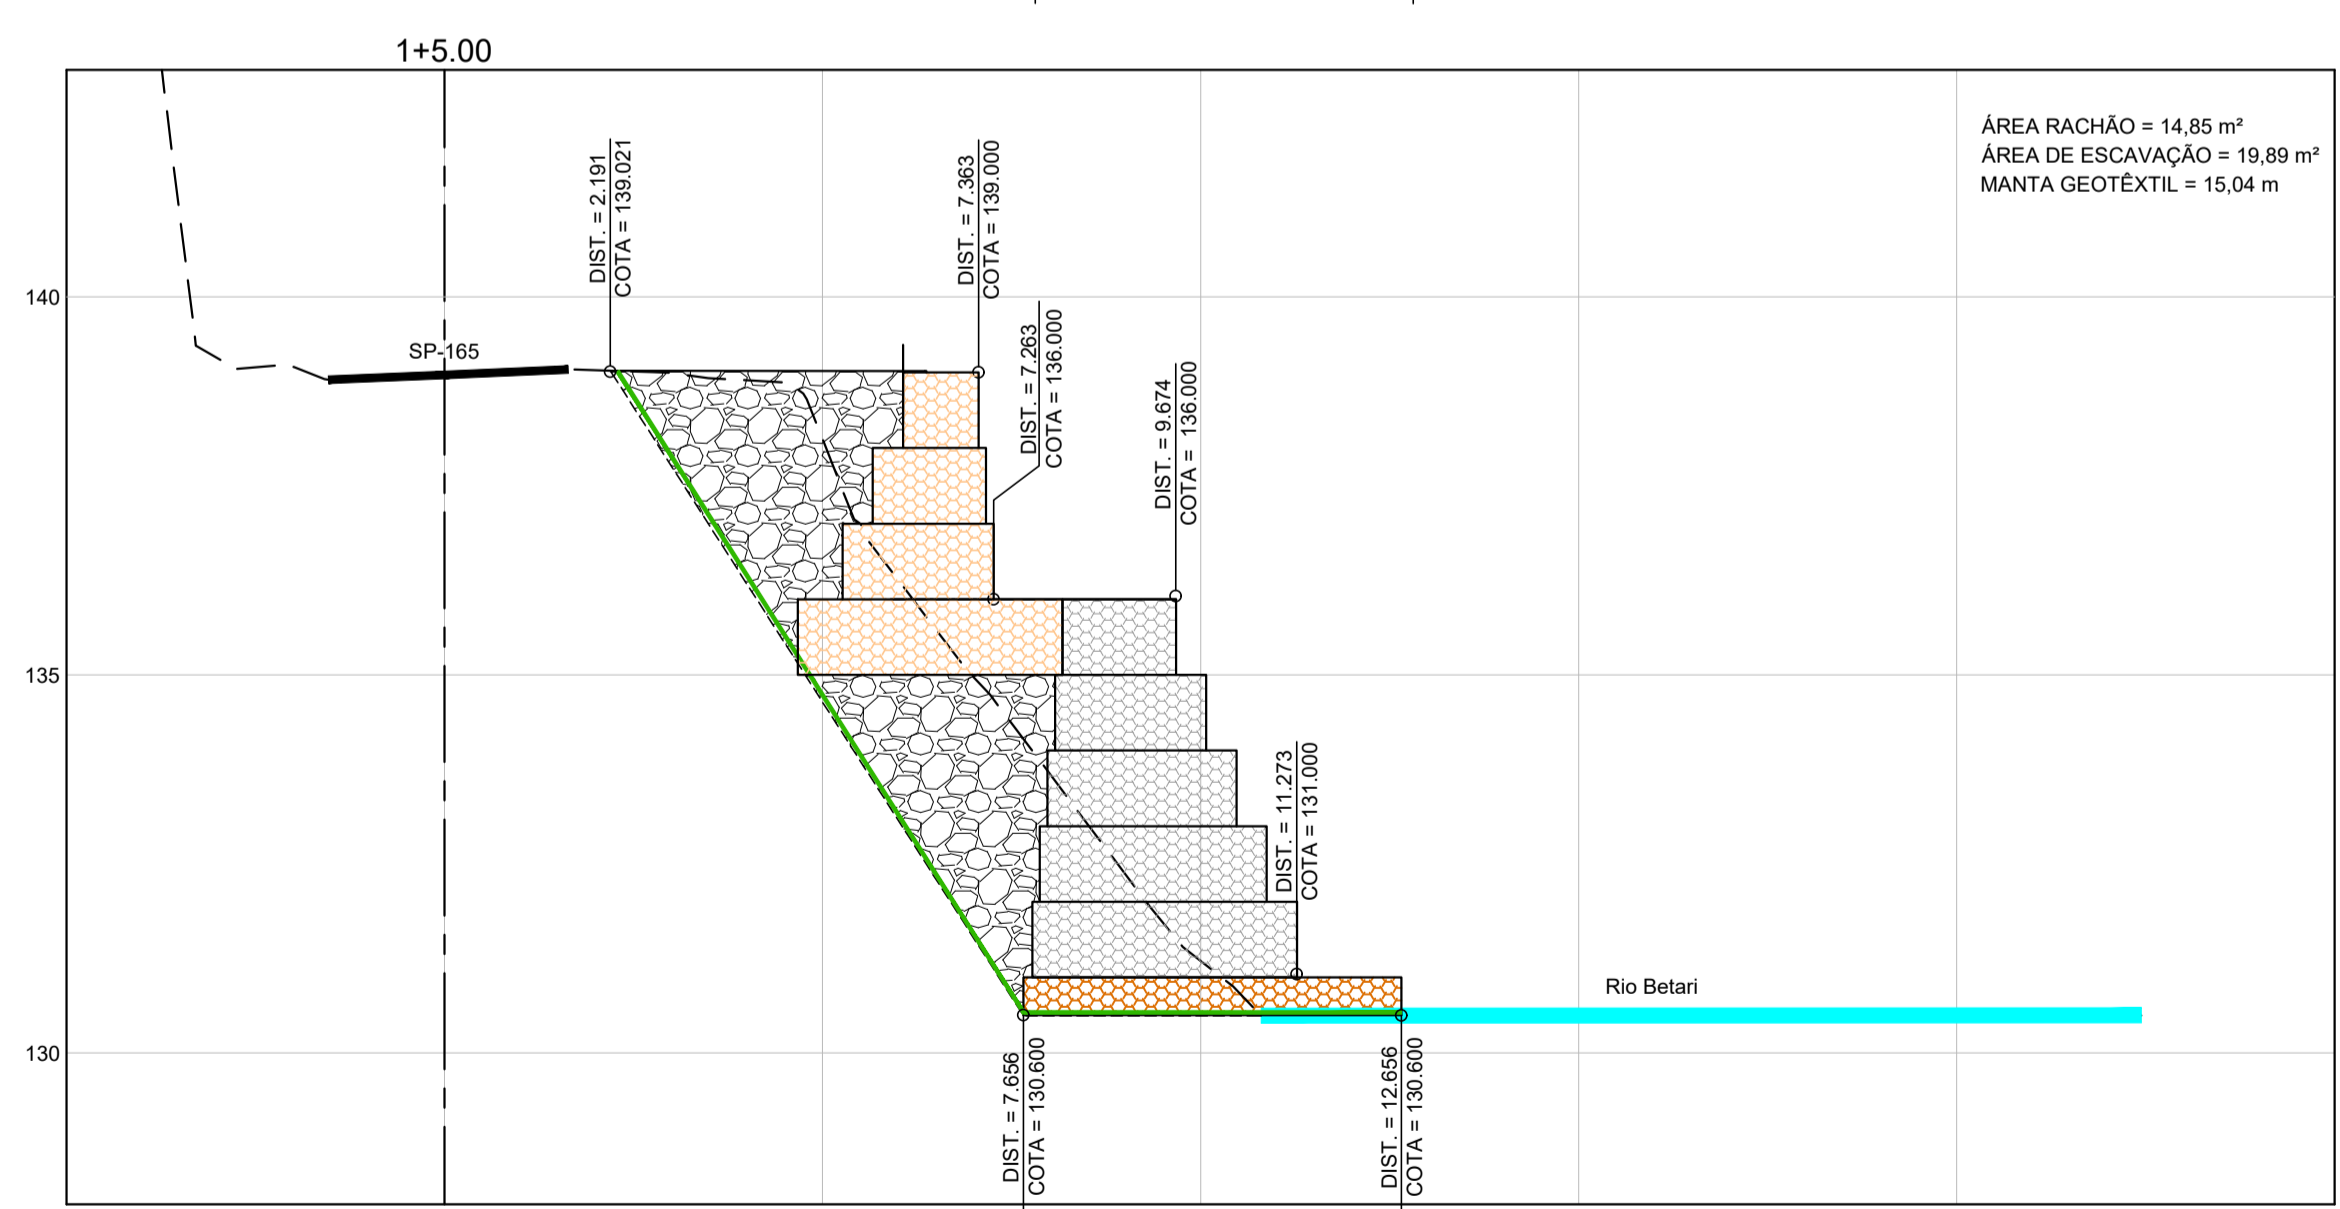 1+5.00
ÁREA RACHÃO = 14,85 m²
ÁREA DE ESCAVAÇÃO = 19,89 m²
MANTA GEOTÊXTIL = 15,04 m
DIST. = 2.191
COTA = 139.021
DIST. = 7.363
COTA = 139.000
140
DIST. = 7.263
COTA = 136.000
SP-165
DIST. = 9.674
COTA = 136.000
135
DIST. = 11.273
COTA = 131.000
Rio Betari
130
DIST. = 7.656
COTA = 130.600
DIST. = 12.656
COTA = 130.600